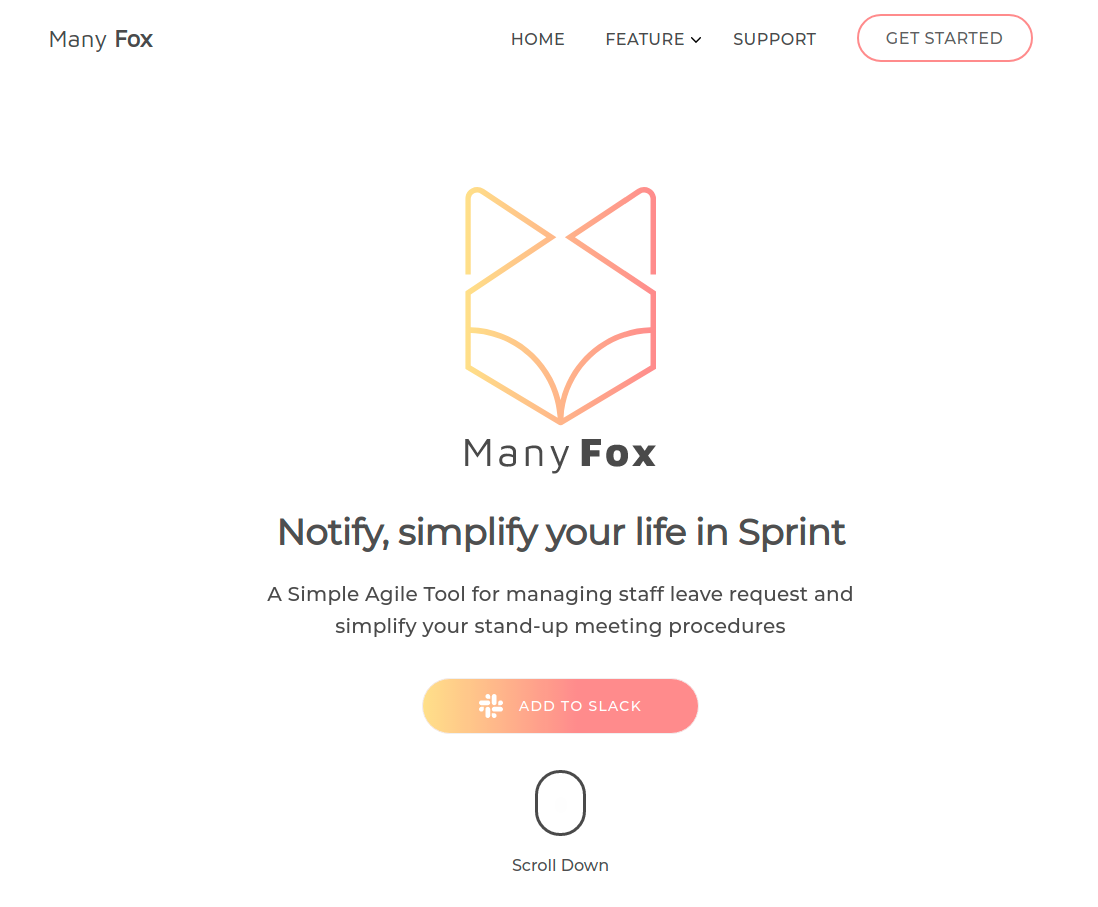 Many Fox
HOME
FEATURE
SUPPORT
GET STARTED
Many Fox
Notify, simplify your life in Sprint
A Simple Agile Tool for managing staff leave request and
simplify your stand-up meeting procedures
ADD TO SLACK
Scroll Down